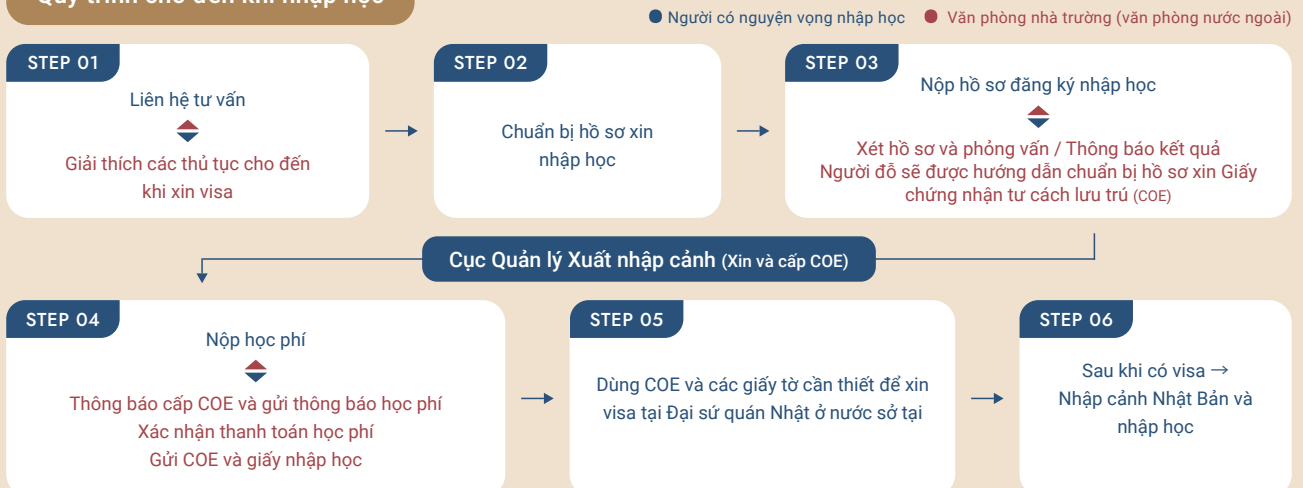 Quy trình cho đến khi nhập học
Người có nguyện vọng nhập học
Văn phòng nhà trường (văn phòng nước ngoài)
STEP 01
Liên hệ tư vấn
Giải thích các thủ tục cho đến
khi xin visa
STEP 02
Chuẩn bị hồ sơ xin
nhập học
STEP 03
Nộp hồ sơ đăng ký nhập học
Xét hồ sơ và phỏng vấn / Thông báo kết quả
Người đỗ sẽ được hướng dẫn chuẩn bị hồ sơ xin Giấy
chứng nhận tư cách lưu trú (COE)
Cục Quản lý Xuất nhập cảnh (Xin và cấp COE)
STEP 04
Nộp học phí
Thông báo cấp COE và gửi thông báo học phí
Xác nhận thanh toán học phí
Gửi COE và giấy nhập học
STEP 05
Dùng COE và các giấy tờ cần thiết để xin
visa tại Đại sứ quán Nhật ở nước sở tại
STEP 06
Sau khi có visa →
Nhập cảnh Nhật Bản và
nhập học